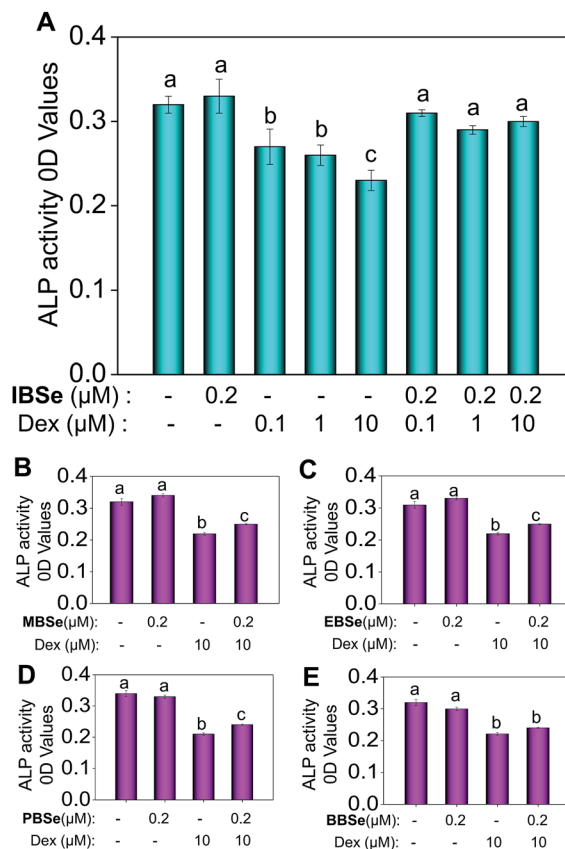 A
ALP activity 0D Values
0.4
0.3
0.2
0.1
0.0
a a b b c a a a
IBSe (µM) : - 0.2 - - - 0.2 0.2 0.2
Dex (µM) : - - 0.1 1 10 0.1 1 10
B
ALP activity
0D Values
0.4
0.3
0.2
0.1
0.0
a a b c
MBSe(µM): - 0.2 - 0.2
Dex (µM): - - 10 10
C
ALP activity
0D Values
0.4
0.3
0.2
0.1
0.0
a a b c
EBSe(µM): - 0.2 - 0.2
Dex (µM): - - 10 10
D
ALP activity
0D Values
0.4
0.3
0.2
0.1
0.0
a a b c
PBSe(µM): - 0.2 - 0.2
Dex (µM): - - 10 10
E
ALP activity
0D Values
0.4
0.3
0.2
0.1
0.0
a a b b
BBSe(µM): - 0.2 - 0.2
Dex (µM): - - 10 10